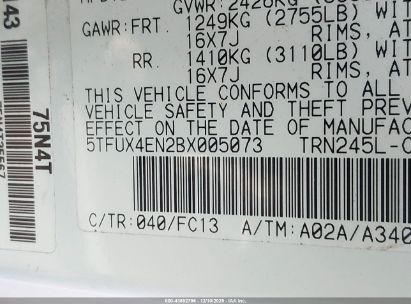 GVWR:2426KG
GAWR:FRT. 1249KG (2755LB) WIT
16X7J RIMS, AT
RR. 1410KG (3110LB) WIT
16X7J RIMS, AT
THIS VEHICLE CONFORMS TO ALL
VEHICLE SAFETY AND THEFT PREV
EFFECT ON THE DATE OF MANUFAC
5TFUX4EN2BX005073 TRN245L-C
C/TR:040/FC13 A/TM:A02A/A340
75N4T
143